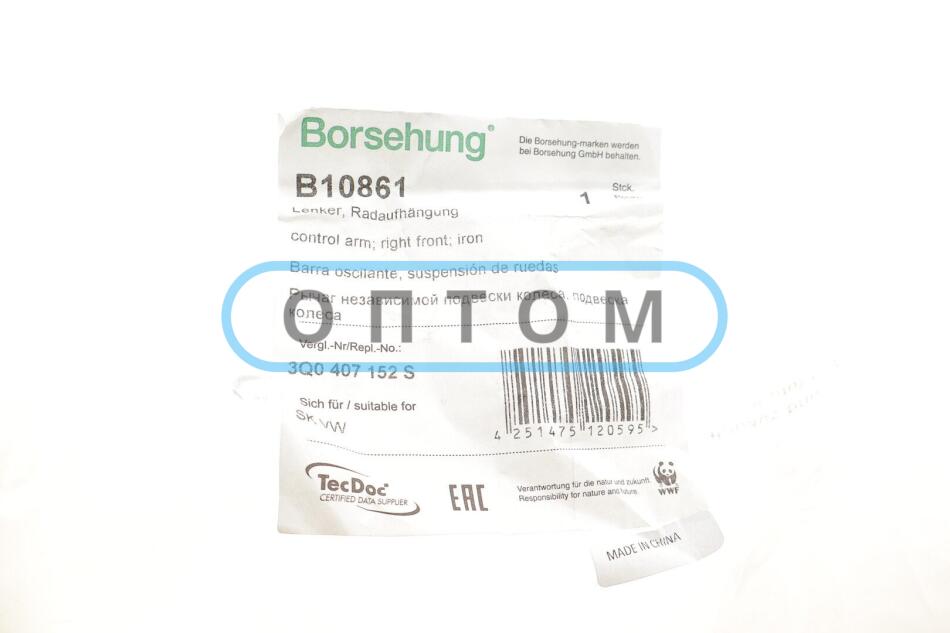 Borsehung®
Die Borsehung-marken werden
bei Borsehung GmbH behalten.
B10861
1
Stck.
Lenker, Radaufhängung
control arm; right front; iron
Barra oscilante, suspensión de ruedas
Рычаг независимой подвески колеса, подвеска
колеса
ОПТОМ
Vergl.-Nr/Repl.-No.:
3Q0 407 152 S
Sich für / suitable for
SK,VW
4 251475 120595 >
TecDoc
CERTIFIED DATA SUPPLIER
EAC
Verantwortung für die natur und zukunft.
Responsibility for nature and future.
WWF
MADE IN CHINA